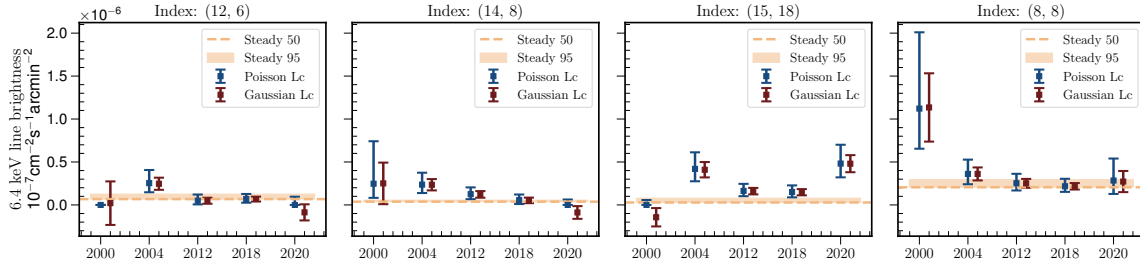 Index: (12, 6)
Index: (14, 8)
Index: (15, 18)
Index: (8, 8)
×10⁻⁶
6.4 keV line brightness
10⁻⁷cm⁻²s⁻¹arcmin⁻²
2.0
1.5
1.0
0.5
0.0
Steady 50
Steady 95
Poisson Lc
Gaussian Lc
Steady 50
Steady 95
Poisson Lc
Gaussian Lc
Steady 50
Steady 95
Poisson Lc
Gaussian Lc
Steady 50
Steady 95
Poisson Lc
Gaussian Lc
2000 2004 2012 2018 2020
2000 2004 2012 2018 2020
2000 2004 2012 2018 2020
2000 2004 2012 2018 2020